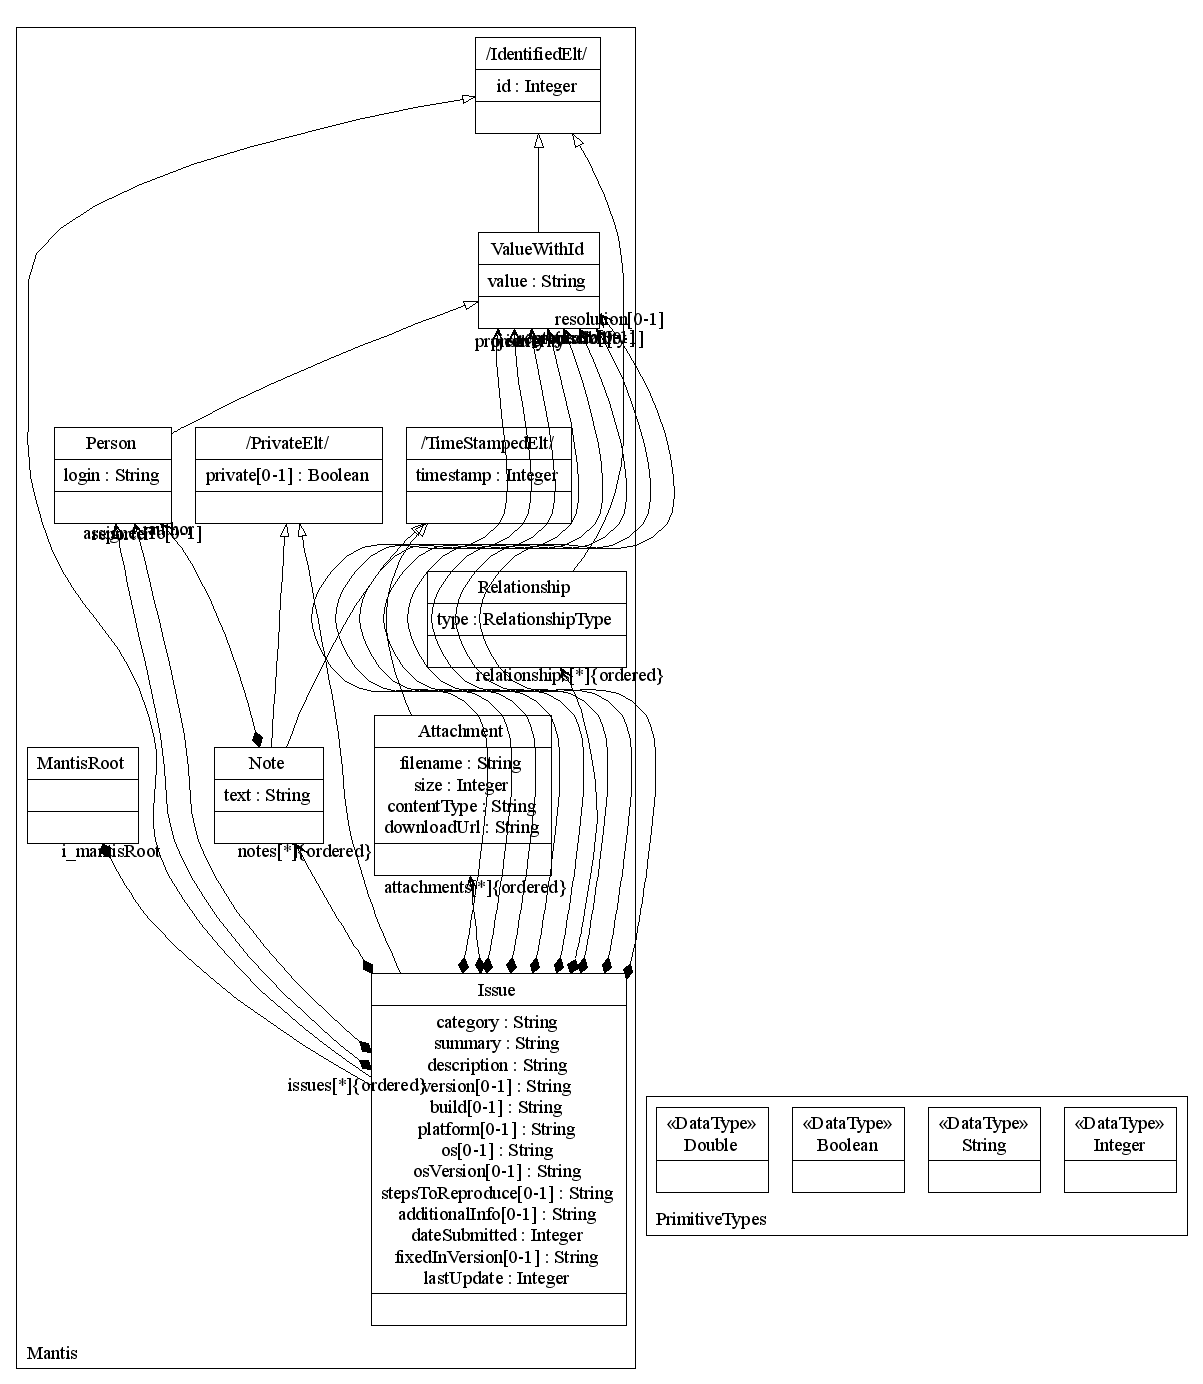 /IdentifiedElt/
id : Integer
ValueWithId
value : String
resolution[0-1]
Person
login : String
/PrivateElt/
private[0-1] : Boolean
/TimeStampedElt/
timestamp : Integer
author
reporter
Relationship
type : RelationshipType
relationships[*]{ordered}
MantisRoot
i_mantisRoot
Note
text : String
notes[*]{ordered}
Attachment
filename : String
size : Integer
contentType : String
downloadUrl : String
attachments[*]{ordered}
Issue
category : String
summary : String
description : String
issues[*]{ordered}
version[0-1] : String
build[0-1] : String
platform[0-1] : String
os[0-1] : String
osVersion[0-1] : String
stepsToReproduce[0-1] : String
additionalInfo[0-1] : String
dateSubmitted : Integer
fixedInVersion[0-1] : String
lastUpdate : Integer
Mantis
«DataType»
Double
«DataType»
Boolean
«DataType»
String
«DataType»
Integer
PrimitiveTypes